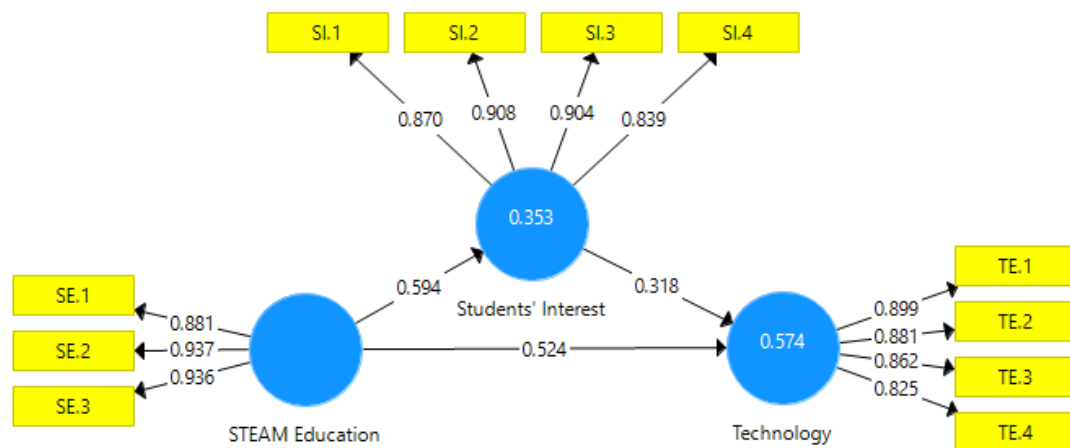 SI.1 SI.2 SI.3 SI.4
0.870 0.908 0.904 0.839
0.353
Students' Interest
0.594 0.318
SE.1
SE.2
SE.3
0.881
0.937
0.936
STEAM Education
0.524
0.574
Technology
0.899
0.881
0.862
0.825
TE.1
TE.2
TE.3
TE.4